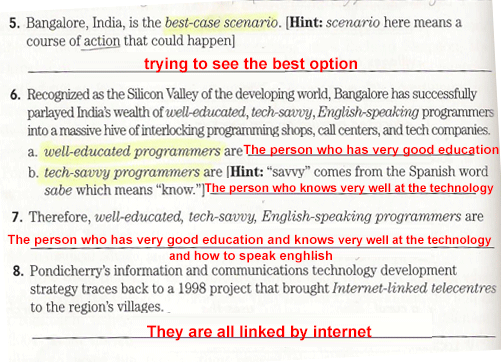 5. Bangalore, India, is the best-case scenario. [Hint: scenario here means a
course of action that could happen]
trying to see the best option
6. Recognized as the Silicon Valley of the developing world, Bangalore has successfully
parlayed India's wealth of well-educated, tech-savvy, English-speaking programmers
into a massive hive of interlocking programming shops, call centers, and tech companies.
a. well-educated programmers are The person who has very good education
b. tech-savvy programmers are [Hint: "savvy" comes from the Spanish word
sabe which means "know."] The person who knows very well at the technology
7. Therefore, well-educated, tech-savvy, English-speaking programmers are
The person who has very good education and knows very well at the technology
and how to speak enghlish
8. Pondicherry's information and communications technology development
strategy traces back to a 1998 project that brought Internet-linked telecentres
to the region's villages.
They are all linked by internet